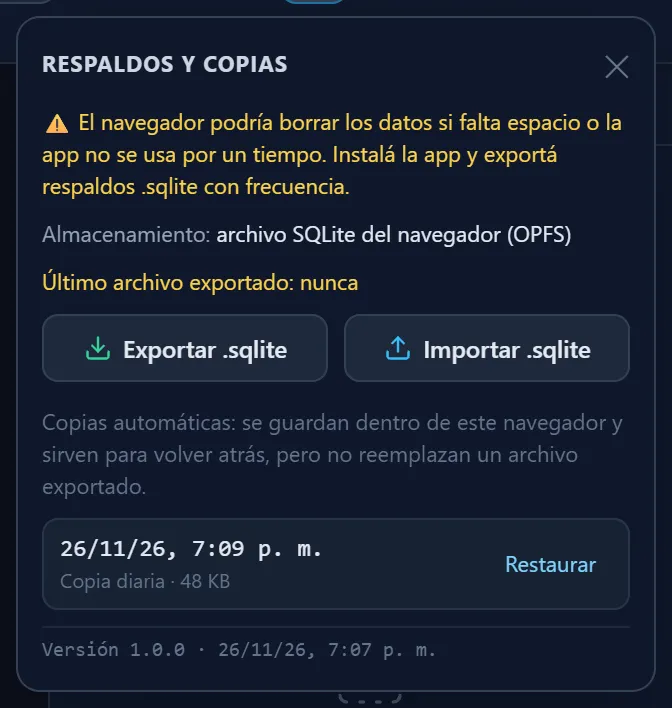 RESPALDOS Y COPIAS
⚠️ El navegador podría borrar los datos si falta espacio o la
app no se usa por un tiempo. Instalá la app y exportá
respaldos .sqlite con frecuencia.
Almacenamiento: archivo SQLite del navegador (OPFS)
Último archivo exportado: nunca
Exportar .sqlite
Importar .sqlite
Copias automáticas: se guardan dentro de este navegador y
sirven para volver atrás, pero no reemplazan un archivo
exportado.
26/11/26, 7:09 p. m.
Copia diaria · 48 KB
Restaurar
Versión 1.0.0 · 26/11/26, 7:07 p. m.